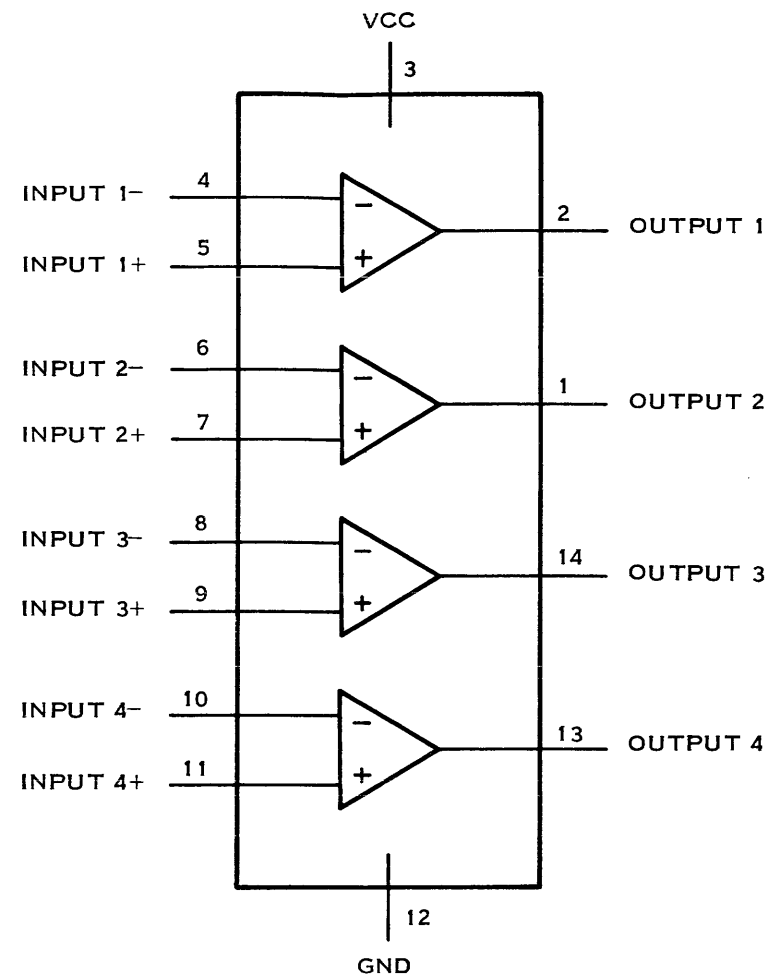 VCC
3
INPUT 1− 4 − 2 OUTPUT 1
INPUT 1+ 5 +
INPUT 2− 6 − 1 OUTPUT 2
INPUT 2+ 7 +
INPUT 3− 8 − 14 OUTPUT 3
INPUT 3+ 9 +
INPUT 4− 10 − 13 OUTPUT 4
INPUT 4+ 11 +
12
GND